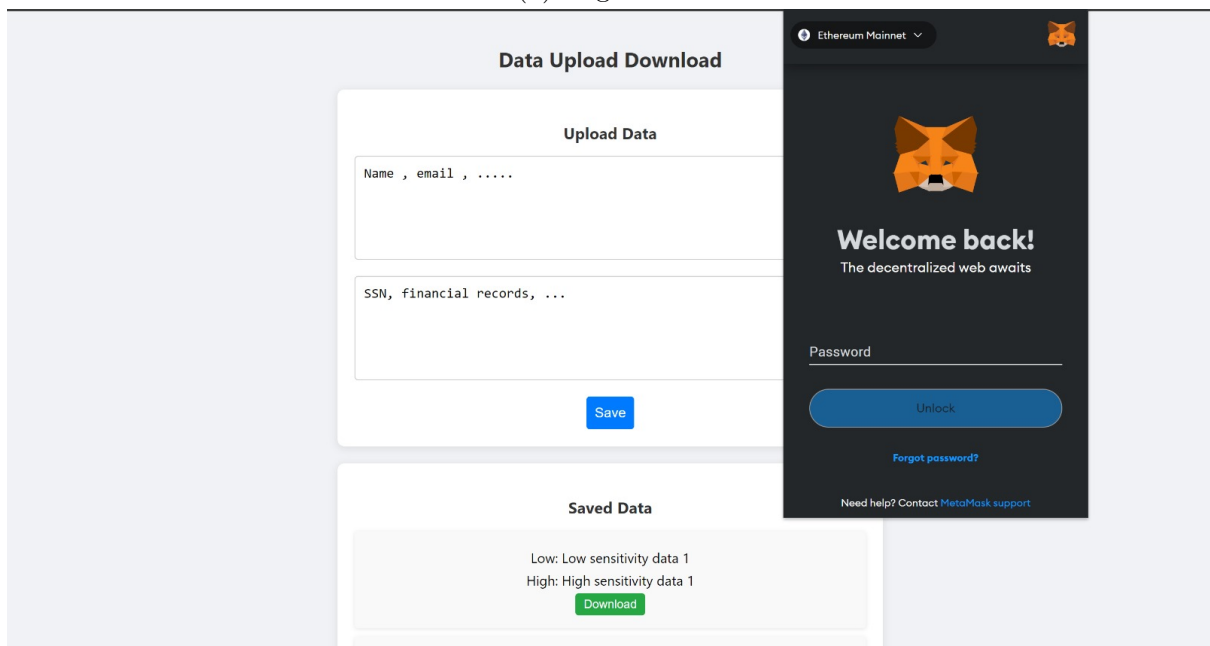 Data Upload Download
Upload Data
Name , email , .....
SSN, financial records, ...
Save
Saved Data
Low: Low sensitivity data 1
High: High sensitivity data 1
Download
Ethereum Mainnet
Welcome back!
The decentralized web awaits
Password
Unlock
Forgot password?
Need help? Contact MetaMask support